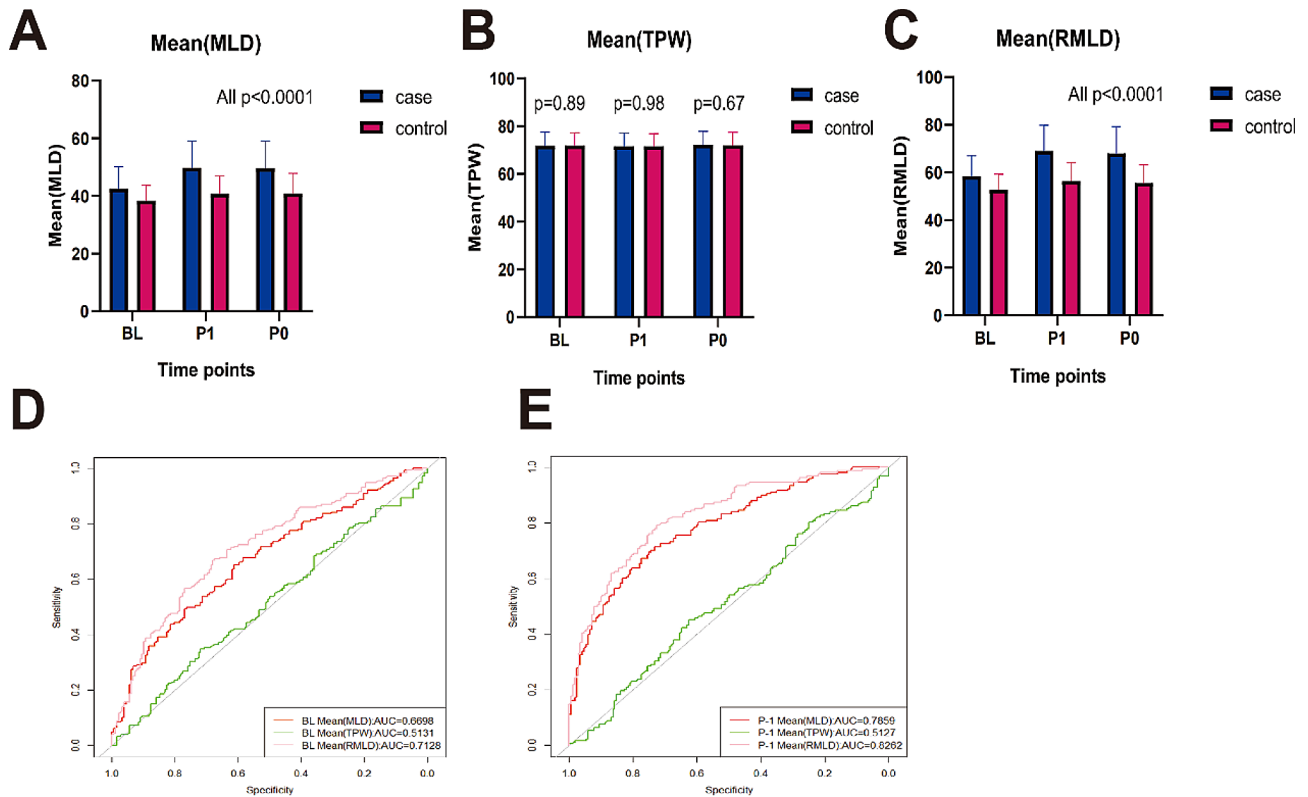 A
Mean(MLD)
All p<0.0001
case
control
80
60
40
20
0
Mean(MLD)
BL P1 P0
Time points
B
Mean(TPW)
p=0.89 p=0.98 p=0.67
case
control
100
80
60
40
20
0
Mean(TPW)
BL P1 P0
Time points
C
Mean(RMLD)
All p<0.0001
case
control
100
80
60
40
20
0
Mean(RMLD)
BL P1 P0
Time points
D
1.0
0.8
0.6
0.4
0.2
0.0
Sensitivity
BL Mean(MLD):AUC=0.6698
BL Mean(TPW):AUC=0.5131
BL Mean(RMLD):AUC=0.7128
1.0 0.8 0.6 0.4 0.2 0.0
Specificity
E
1.0
0.8
0.6
0.4
0.2
0.0
Sensitivity
P-1 Mean(MLD):AUC=0.7859
P-1 Mean(TPW):AUC=0.5127
P-1 Mean(RMLD):AUC=0.8262
1.0 0.8 0.6 0.4 0.2 0.0
Specificity